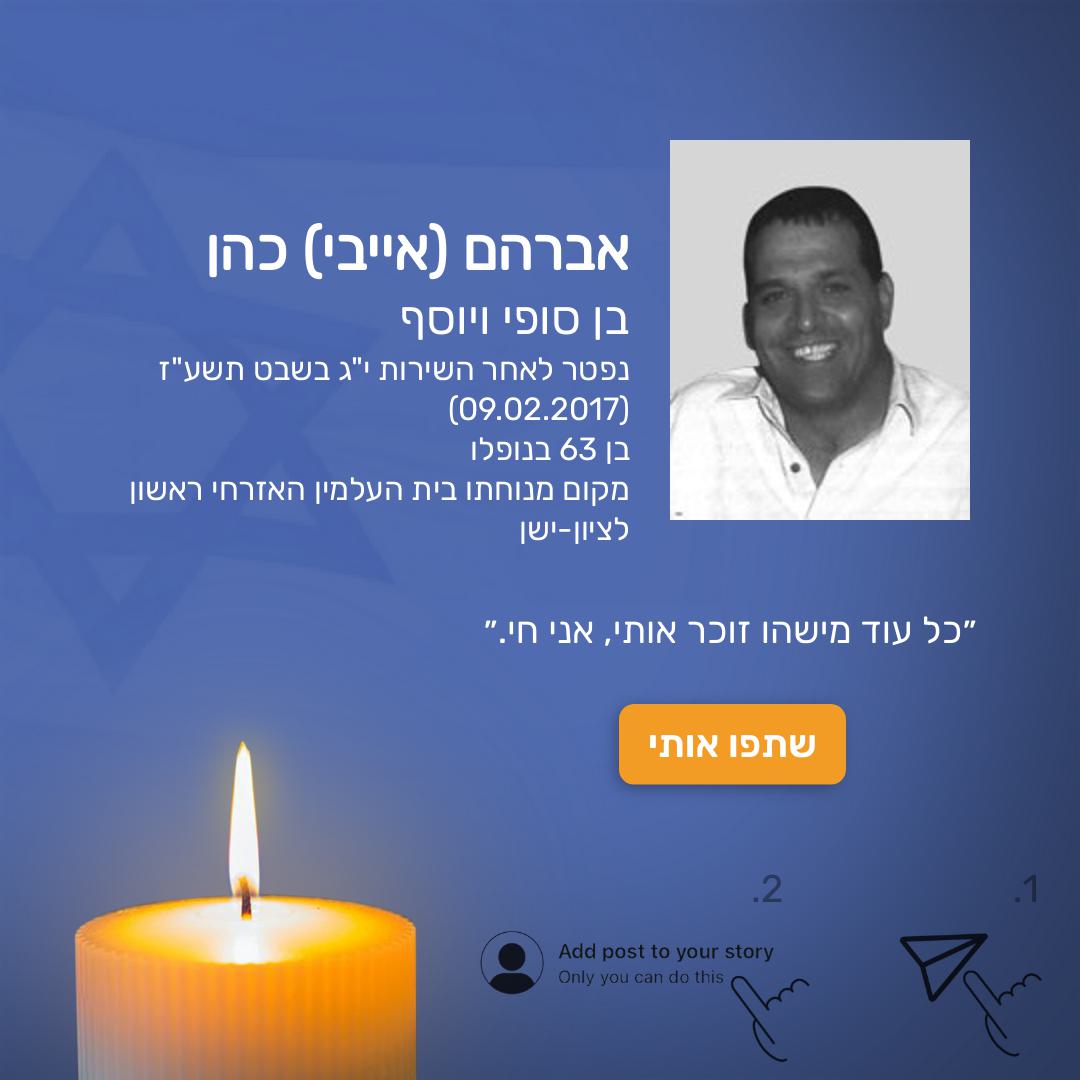 אברהם (אייבי) כהן
בן סופי ויוסף
נפטר לאחר השירות י"ג בשבט תשע"ז
(09.02.2017)
בן 63 בנופלו
מקום מנוחתו בית העלמין האזרחי ראשון
לציון-ישן
״כל עוד מישהו זוכר אותי, אני חי.״
שתפו אותי
1.
2.
Add post to your story
Only you can do this